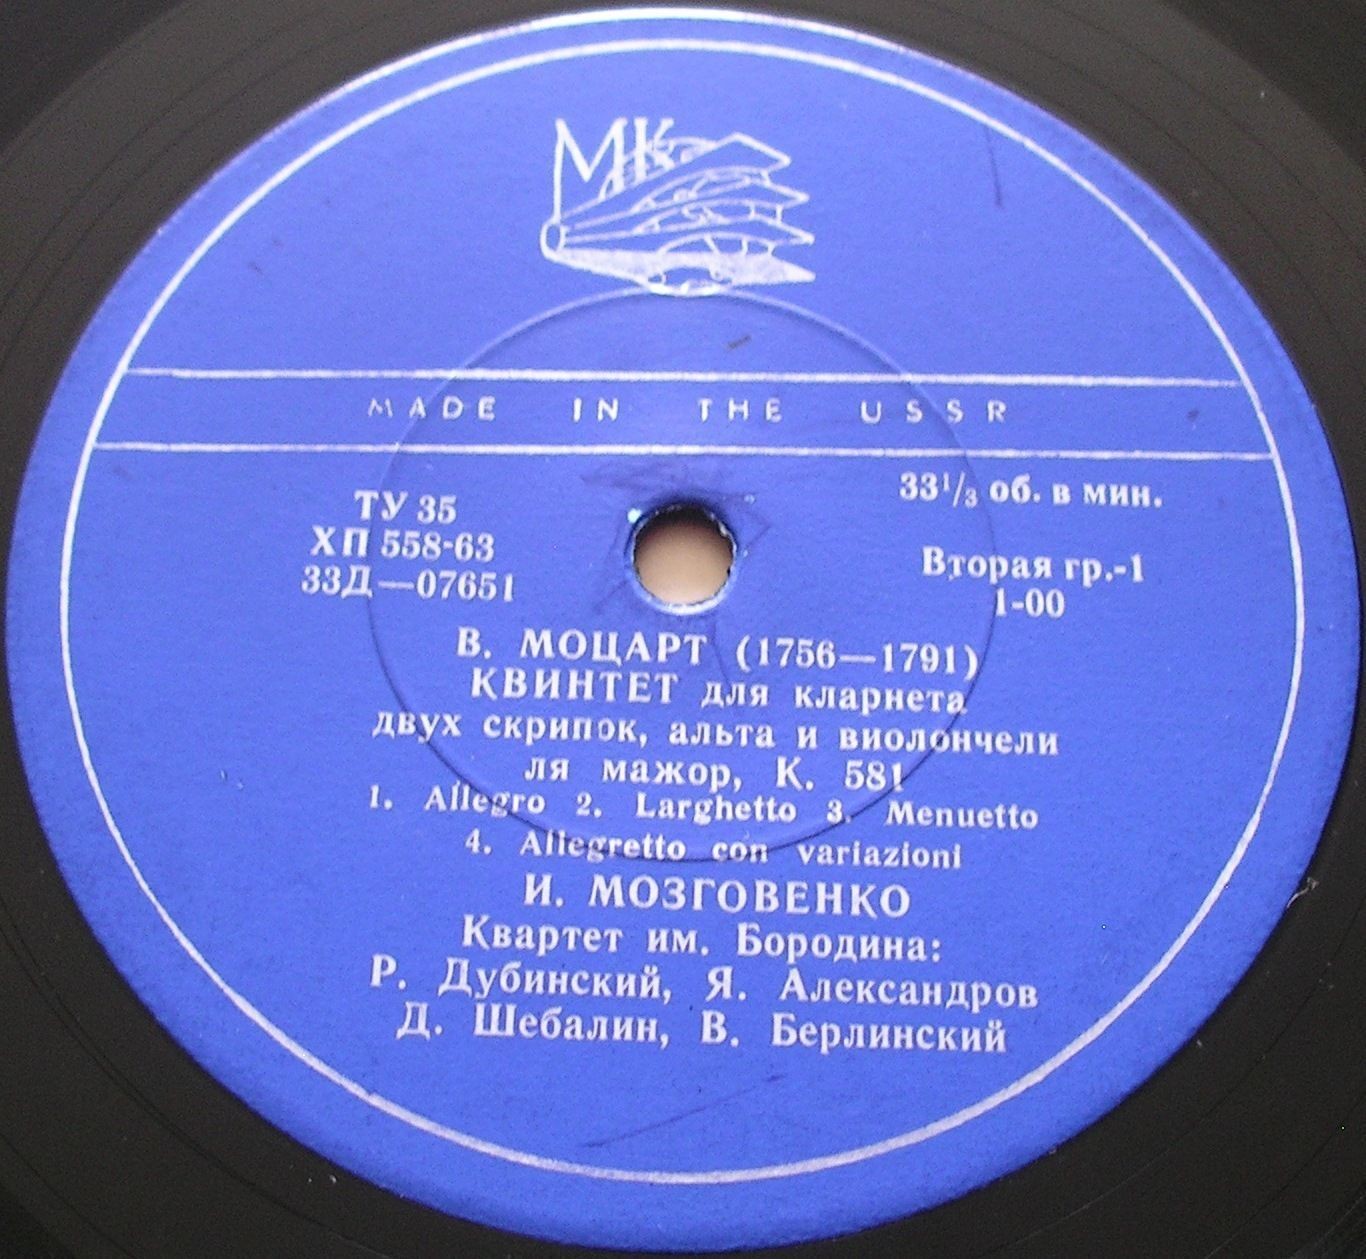 МК
MADE IN THE USSR
33⅓ об. в мин.
ТУ 35
ХП 558-63
33Д—07651
Вторая гр.-1
1-00
В. МОЦАРТ (1756—1791)
КВИНТЕТ для кларнета
двух скрипок, альта и виолончели
ля мажор, К. 581
1. Allegro 2. Larghetto 3. Menuetto
4. Allegretto con variazioni
И. МОЗГОВЕНКО
Квартет им. Бородина:
Р. Дубинский, Я. Александров
Д. Шебалин, В. Берлинский